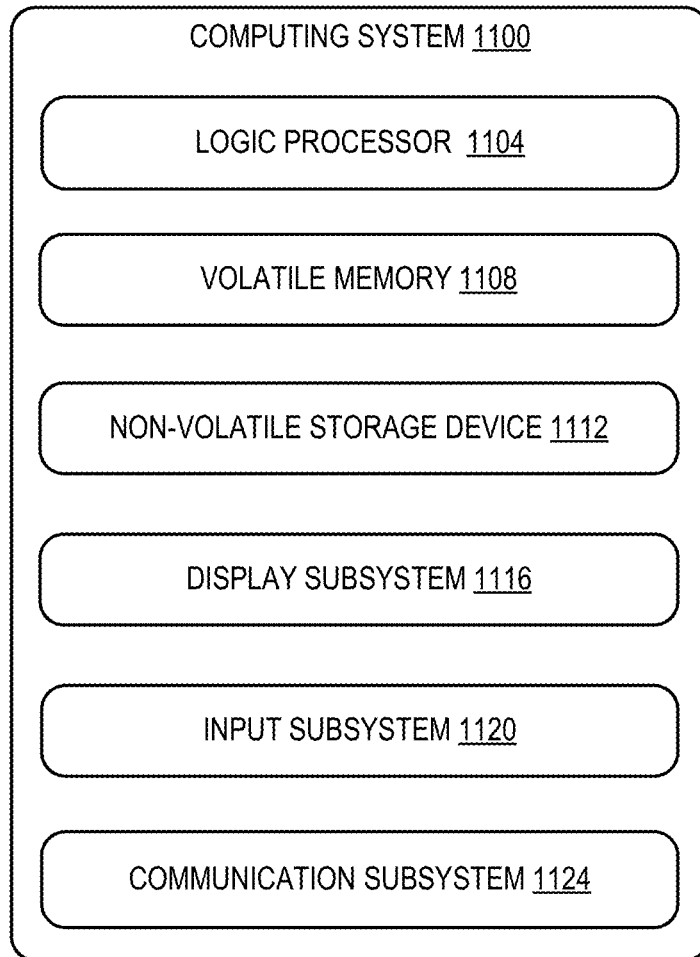 COMPUTING SYSTEM 1100
LOGIC PROCESSOR 1104
VOLATILE MEMORY 1108
NON-VOLATILE STORAGE DEVICE 1112
DISPLAY SUBSYSTEM 1116
INPUT SUBSYSTEM 1120
COMMUNICATION SUBSYSTEM 1124